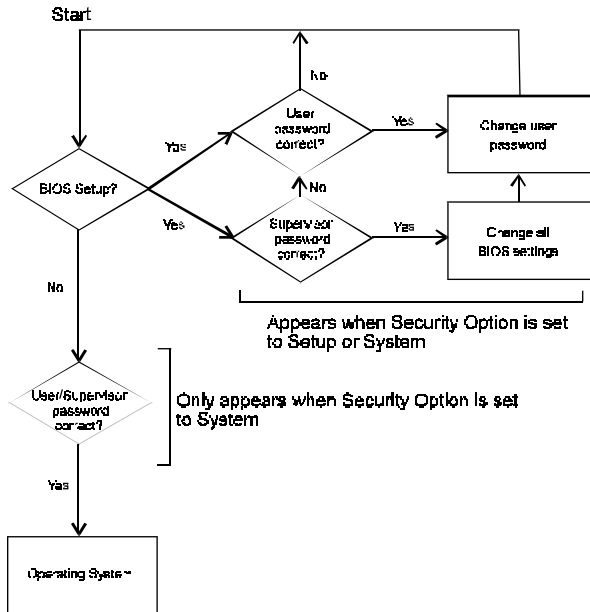 Start
No
User
password
correct?
Yes
Change user
password
Yes
BIOS Setup?
No
Yes
Supervisor
password
correct?
Yes
Change all
BIOS settings
No
Appears when Security Option is set
to Setup or System
User/Supervisor
password
correct?
Only appears when Security Option is set
to System
Yes
Operating System